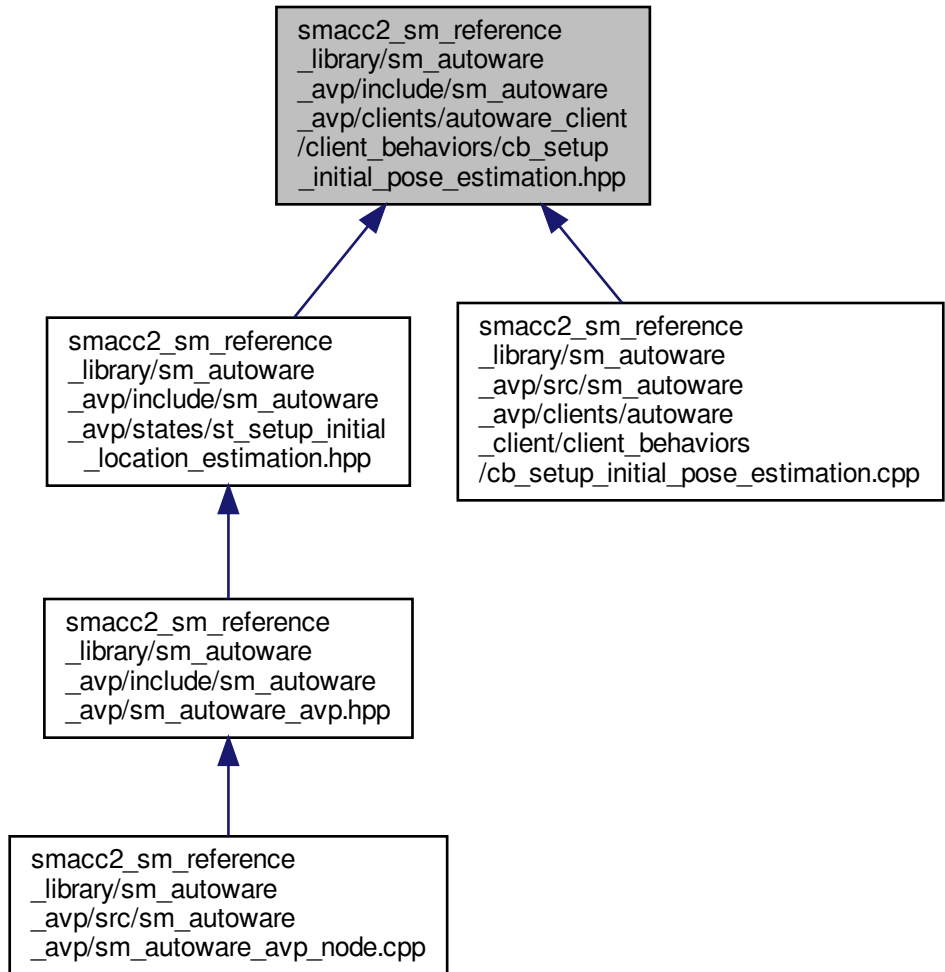 smacc2_sm_reference
_library/sm_autoware
_avp/include/sm_autoware
_avp/clients/autoware_client
/client_behaviors/cb_setup
_initial_pose_estimation.hpp
smacc2_sm_reference
_library/sm_autoware
_avp/include/sm_autoware
_avp/states/st_setup_initial
_location_estimation.hpp
smacc2_sm_reference
_library/sm_autoware
_avp/src/sm_autoware
_avp/clients/autoware
_client/client_behaviors
/cb_setup_initial_pose_estimation.cpp
smacc2_sm_reference
_library/sm_autoware
_avp/include/sm_autoware
_avp/sm_autoware_avp.hpp
smacc2_sm_reference
_library/sm_autoware
_avp/src/sm_autoware
_avp/sm_autoware_avp_node.cpp